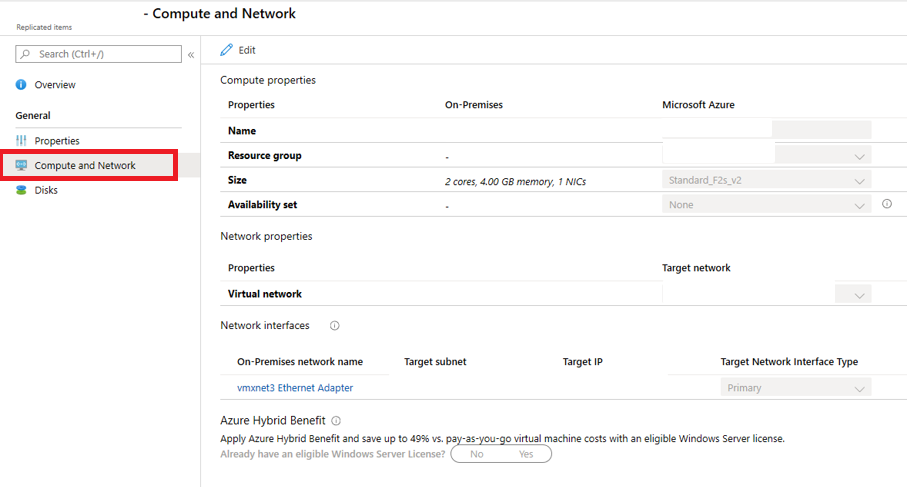 - Compute and Network
Replicated items
Search (Ctrl+/)
«
Edit
Overview
General
Properties
Compute and Network
Disks
Compute properties
Properties On-Premises Microsoft Azure
Name
Resource group -
Size 2 cores, 4.00 GB memory, 1 NICs Standard_F2s_v2
Availability set - None
Network properties
Properties Target network
Virtual network
Network interfaces
On-Premises network name Target subnet Target IP Target Network Interface Type
vmxnet3 Ethernet Adapter Primary
Azure Hybrid Benefit
Apply Azure Hybrid Benefit and save up to 49% vs. pay-as-you-go virtual machine costs with an eligible Windows Server license.
Already have an eligible Windows Server License? No Yes